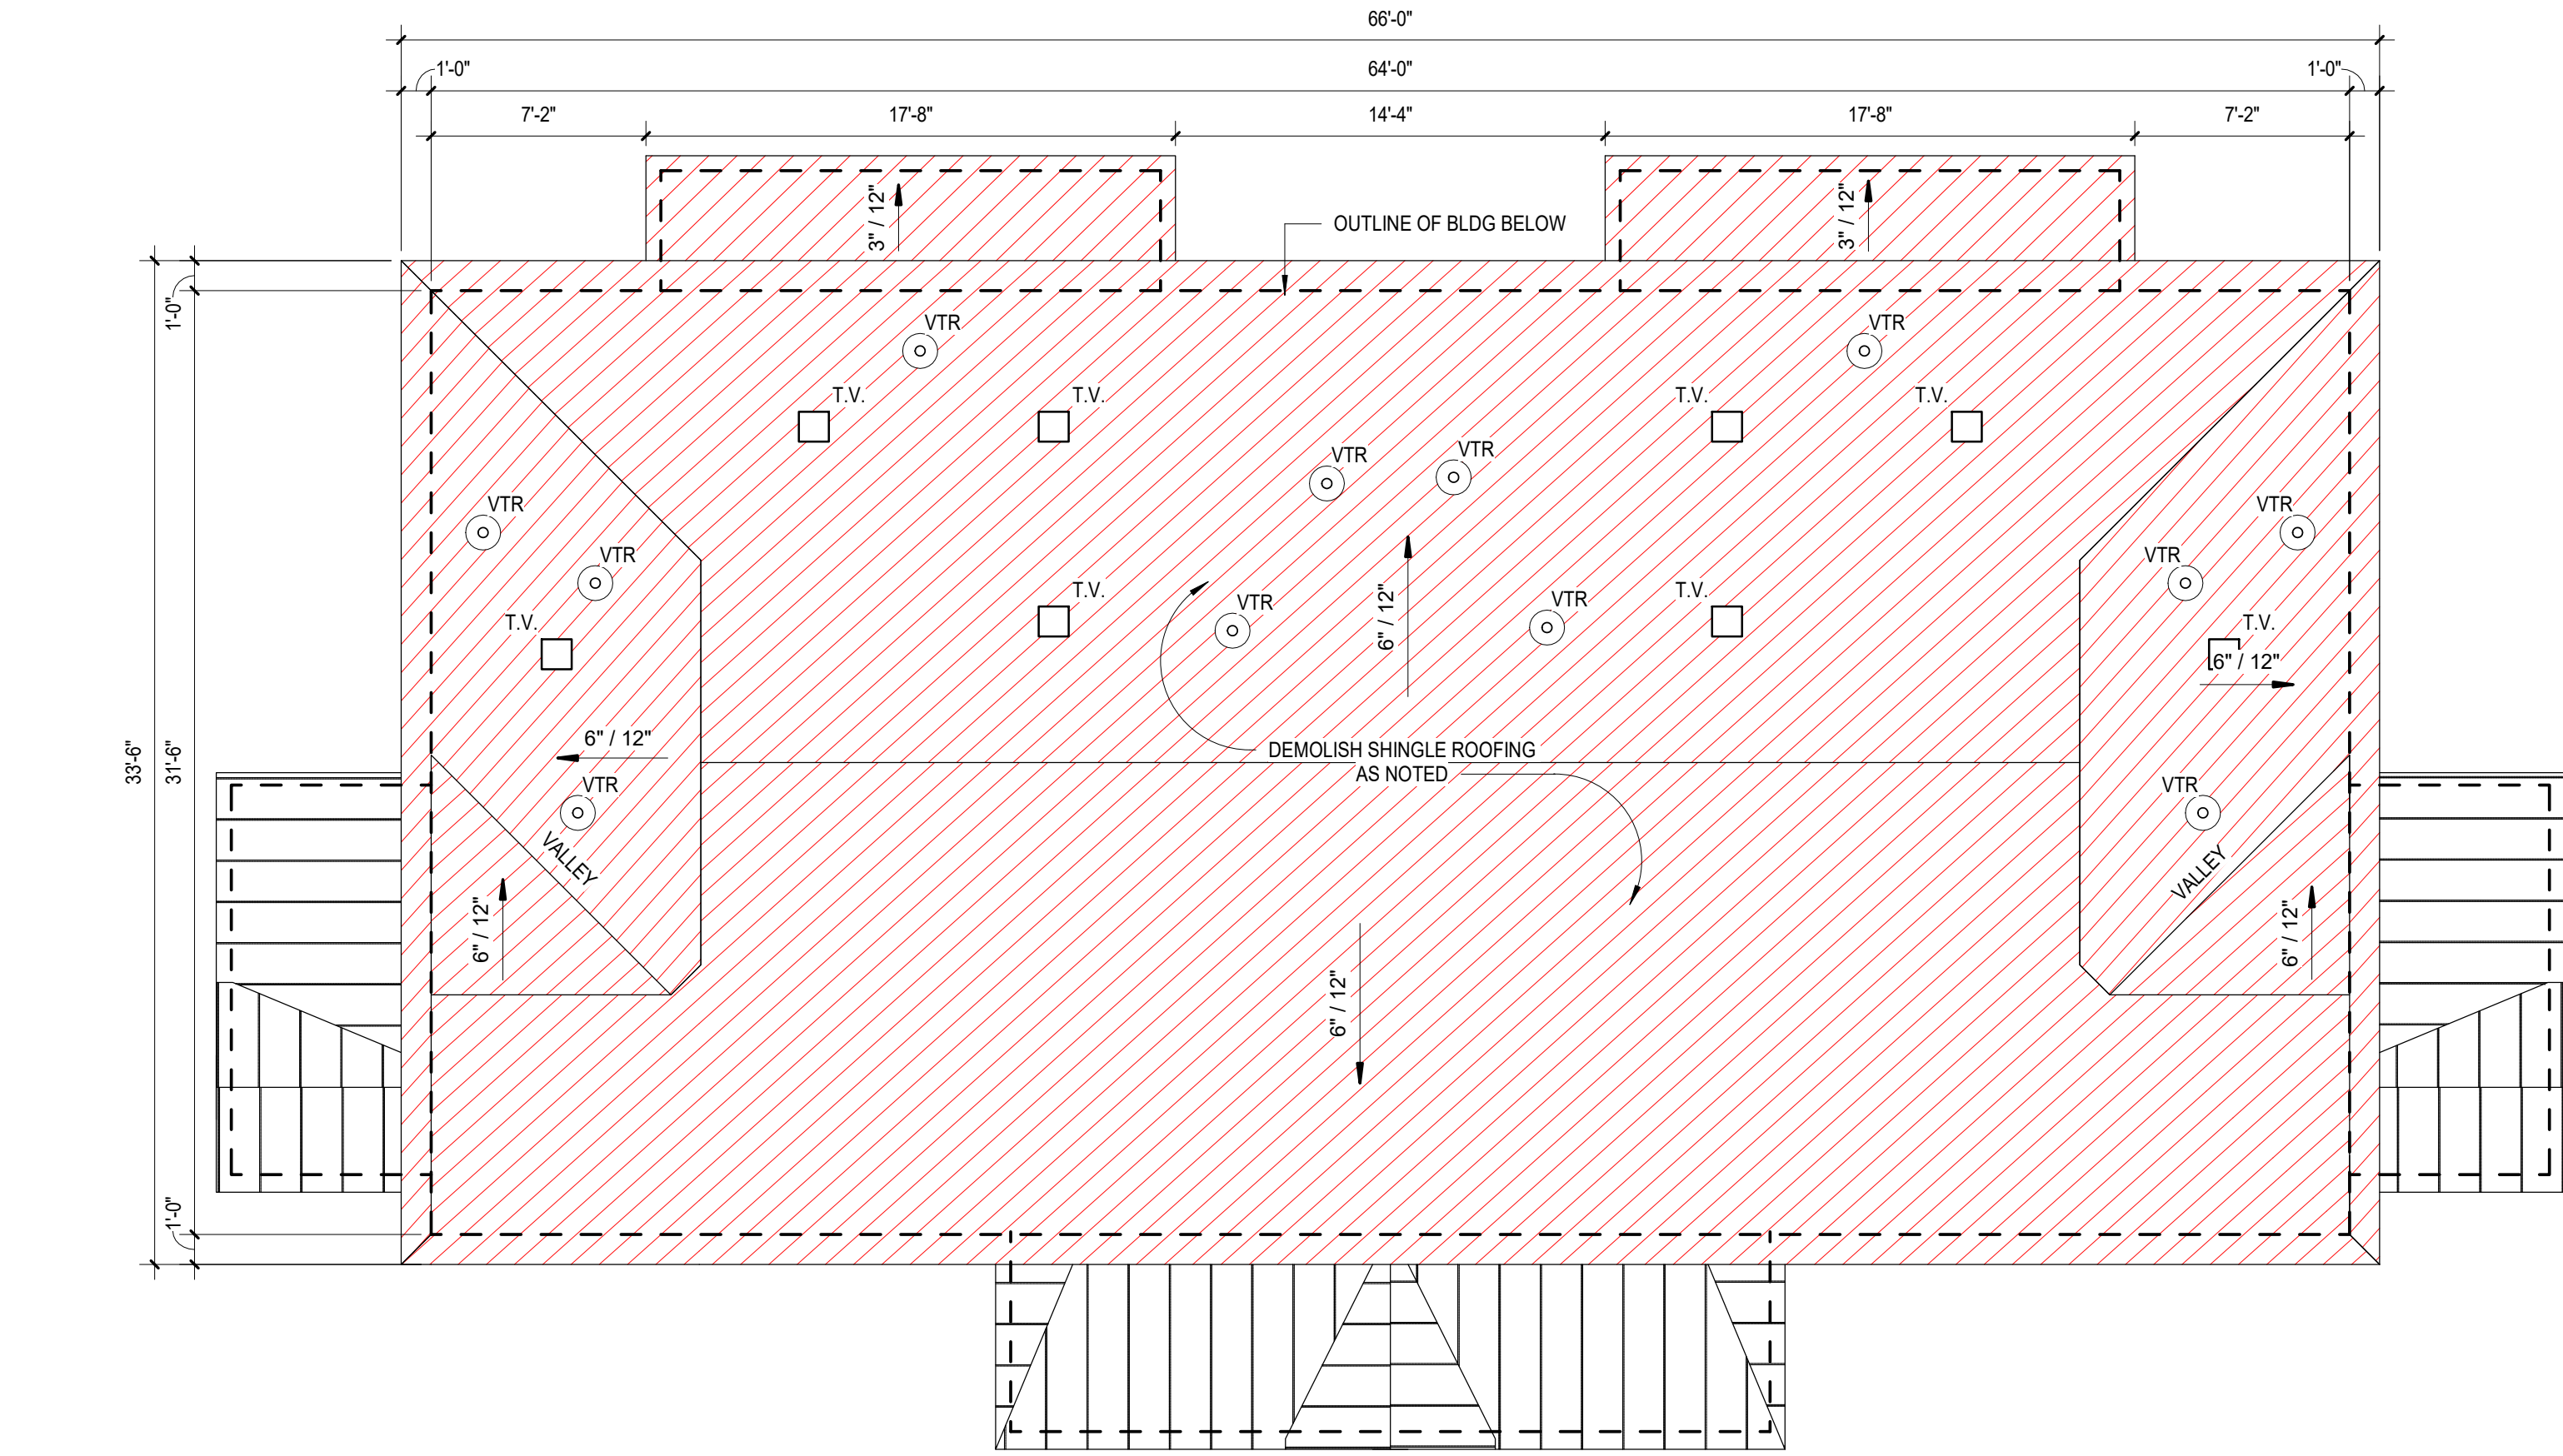 66'-0"
1'-0"
64'-0"
1'-0"
7'-2"
17'-8"
14'-4"
17'-8"
7'-2"
3" / 12"
OUTLINE OF BLDG BELOW
3" / 12"
1'-0"
VTR
VTR
T.V.
T.V.
T.V.
T.V.
VTR
VTR
VTR
VTR
VTR
VTR
T.V.
VTR
6" / 12"
VTR
T.V.
T.V.
T.V.
6" / 12"
33'-6"
31'-6"
6" / 12"
DEMOLISH SHINGLE ROOFING
AS NOTED
VTR
VTR
VALLEY
VALLEY
6" / 12"
6" / 12"
6" / 12"
1'-0"